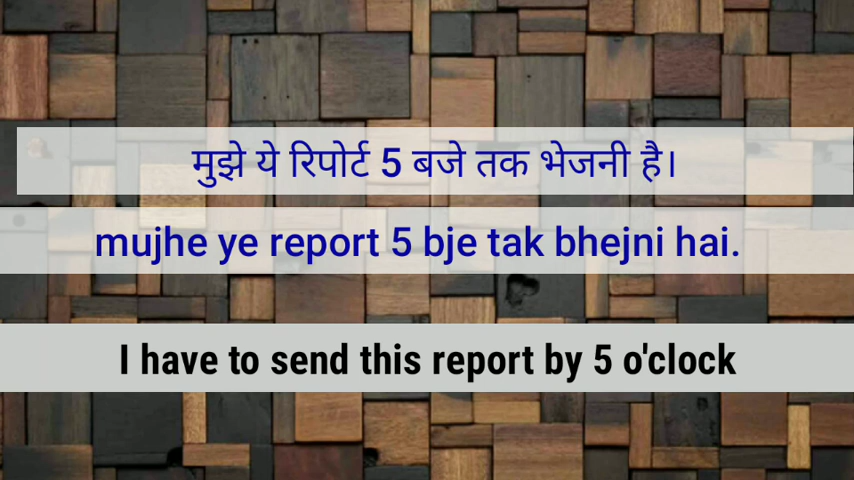 मुझे ये रिपोर्ट 5 बजे तक भेजनी है।
mujhe ye report 5 bje tak bhejni hai.
I have to send this report by 5 o'clock